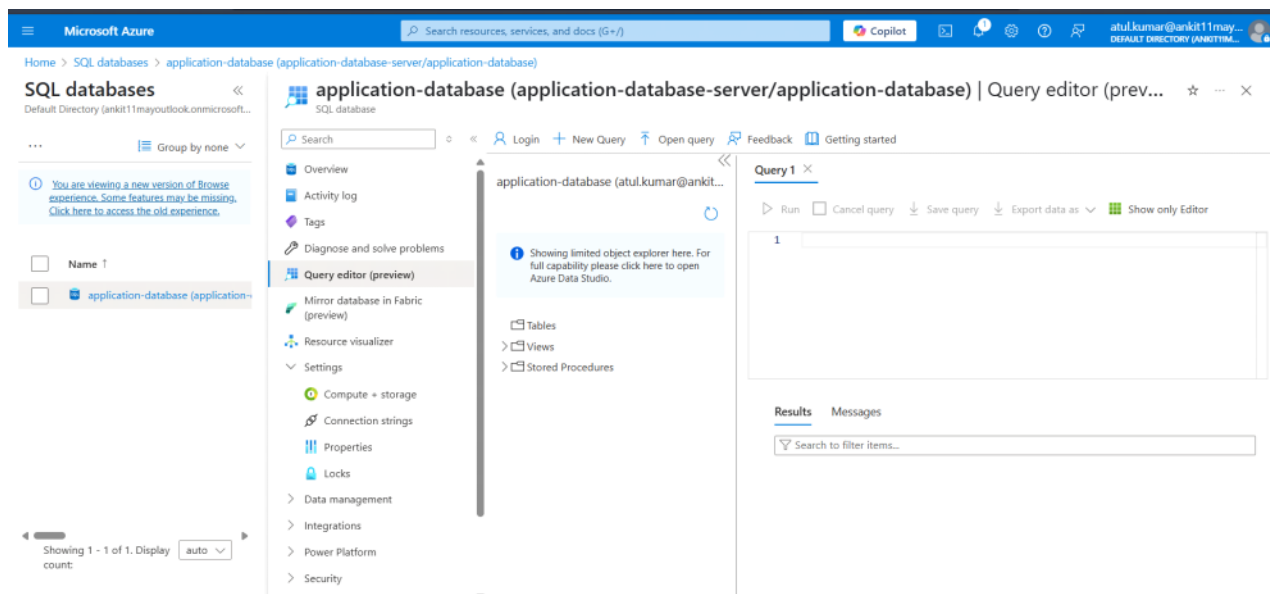 Microsoft Azure
Search resources, services, and docs (G+/)
Copilot
atul.kumar@ankit11may...
DEFAULT DIRECTORY (ANKIT11M...
Home > SQL databases > application-database (application-database-server/application-database)
SQL databases
Default Directory (ankit11mayoutlook.onmicrosoft...
... Group by none
You are viewing a new version of Browse
experience. Some features may be missing.
Click here to access the old experience.
Name ↑
application-database (application-
Showing 1 - 1 of 1. Display auto
count:
application-database (application-database-server/application-database) | Query editor (prev... ...
SQL database
Search
Overview
Activity log
Tags
Diagnose and solve problems
Query editor (preview)
Mirror database in Fabric
(preview)
Resource visualizer
Settings
Compute + storage
Connection strings
Properties
Locks
Data management
Integrations
Power Platform
Security
Login New Query Open query Feedback Getting started
application-database (atul.kumar@ankit...
Showing limited object explorer here. For
full capability please click here to open
Azure Data Studio.
Tables
Views
Stored Procedures
Query 1
Run Cancel query Save query Export data as Show only Editor
1
Results Messages
Search to filter items...